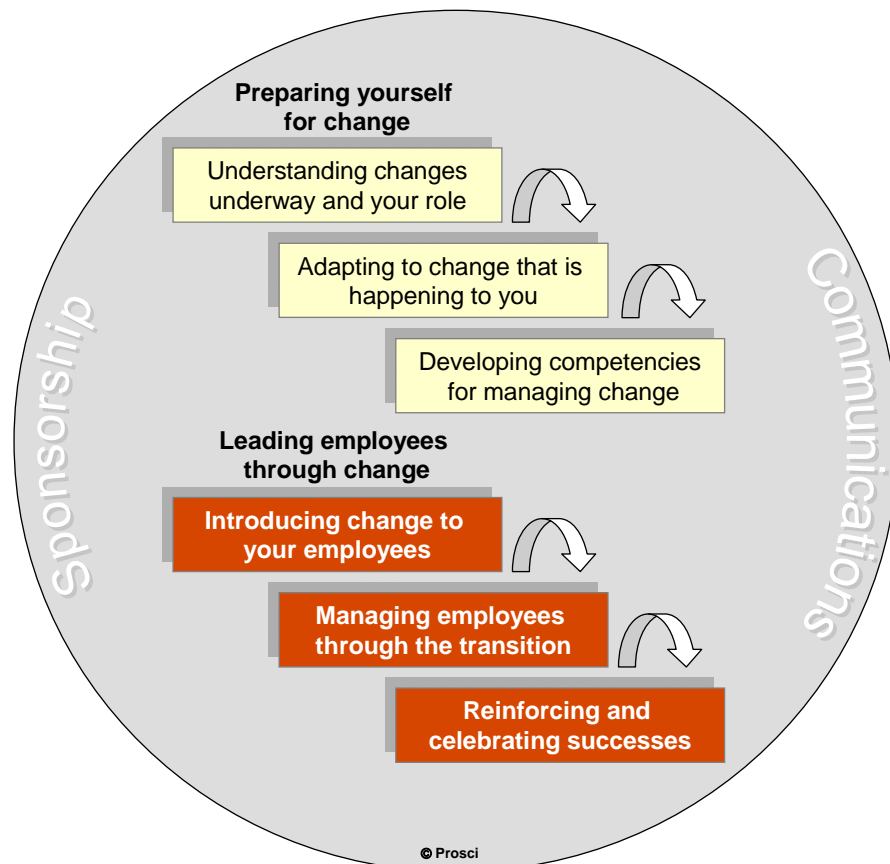 Preparing yourself
for change
Understanding changes
underway and your role
Adapting to change that is
happening to you
Developing competencies
for managing change
Sponsorship
Communications
Leading employees
through change
Introducing change to
your employees
Managing employees
through the transition
Reinforcing and
celebrating successes
© Prosci